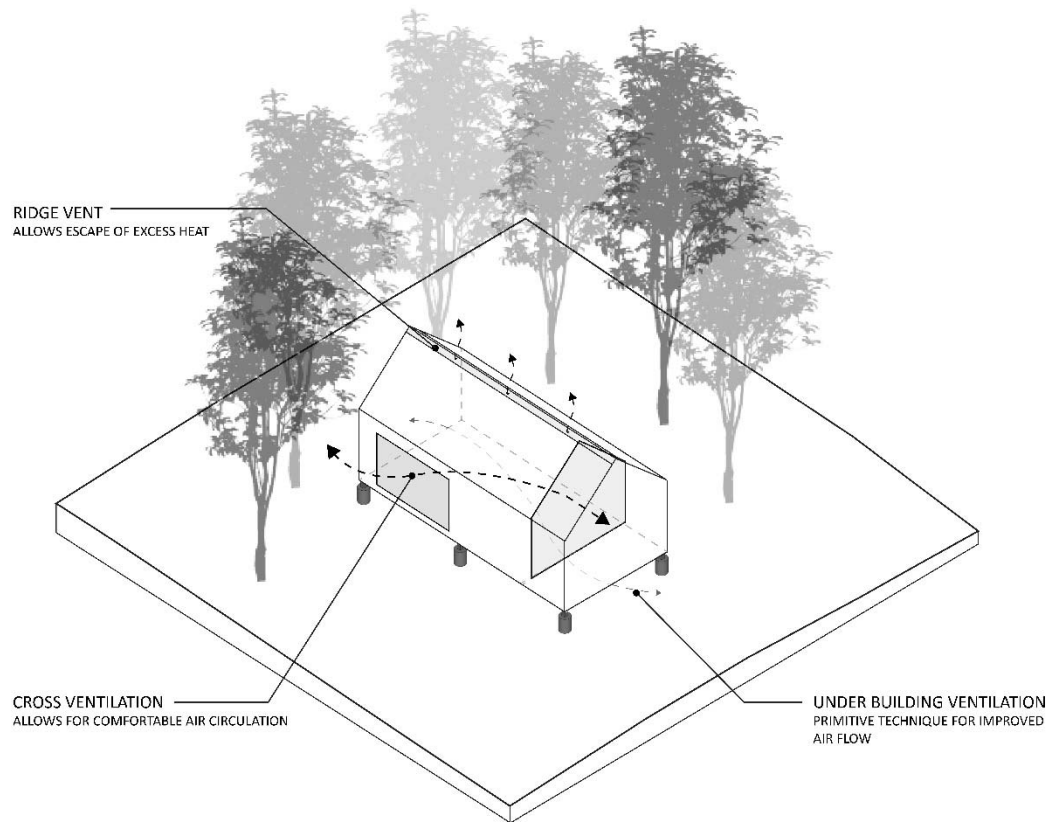 RIDGE VENT
ALLOWS ESCAPE OF EXCESS HEAT
CROSS VENTILATION
ALLOWS FOR COMFORTABLE AIR CIRCULATION
UNDER BUILDING VENTILATION
PRIMITIVE TECHNIQUE FOR IMPROVED
AIR FLOW